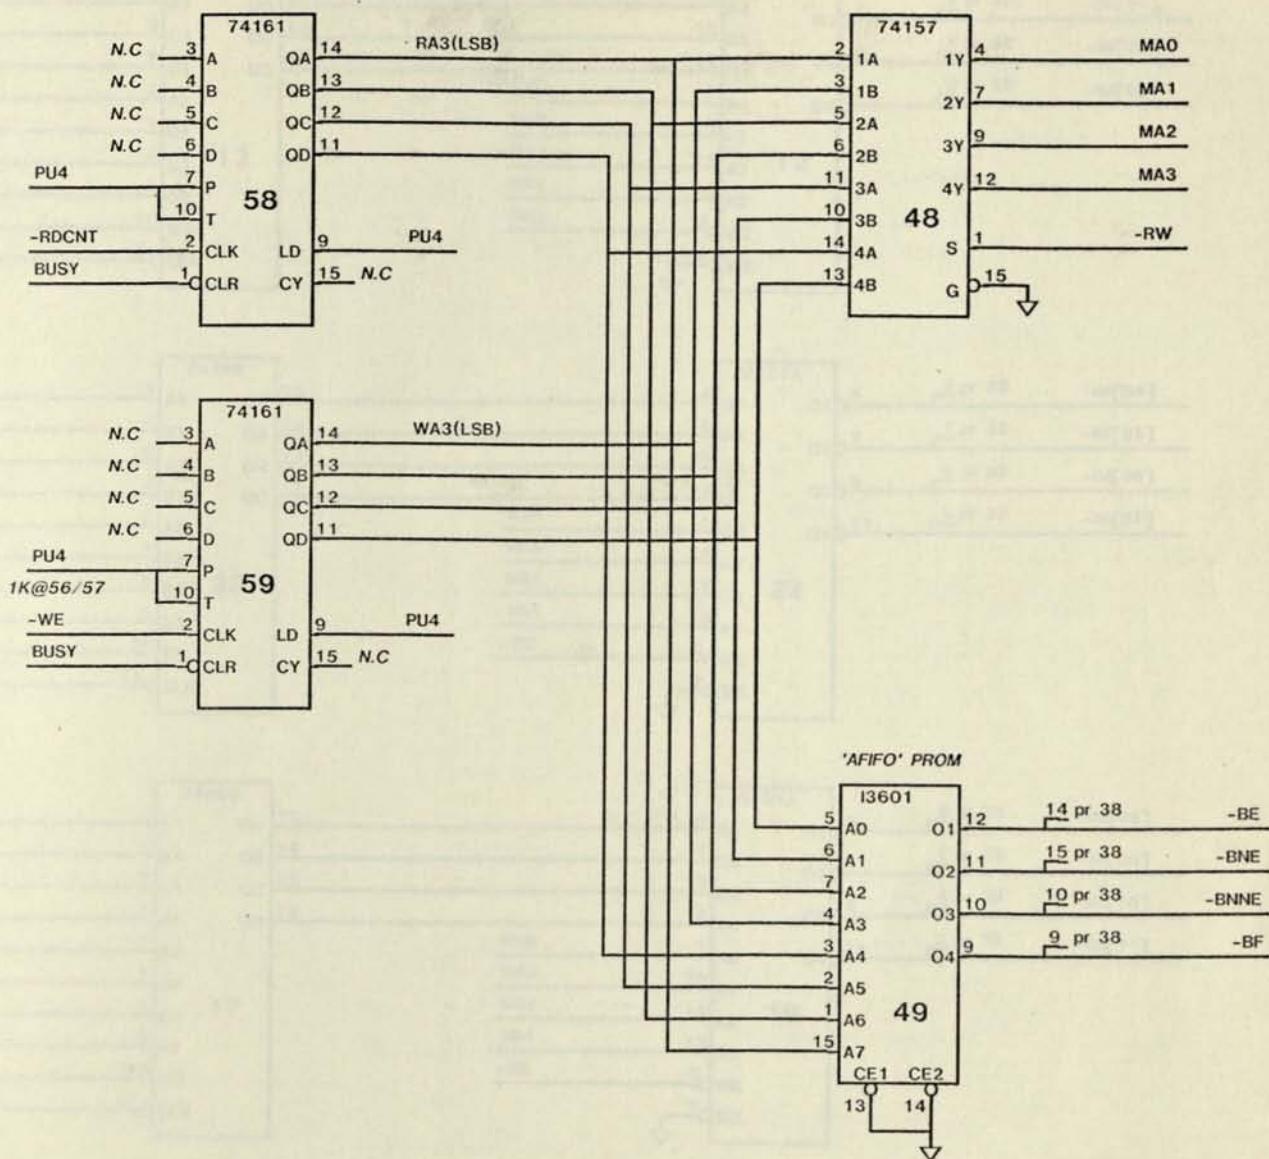 74161
N.C 3 A QA 14 RA3(LSB)
N.C 4 B QB 13
N.C 5 C QC 12
N.C 6 D QD 11
PU4 7 P
10 T
58
-RDCNT 2 CLK LD 9 PU4
BUSY 1 CLR CY 15 N.C
74157
2 1A 1Y 4 MA0
3 1B
5 2A 2Y 7 MA1
6 2B 3Y 9 MA2
11 3A 4Y 12 MA3
10 3B
48
14 4A S 1 -RW
13 4B G 15
74161
N.C 3 A QA 14 WA3(LSB)
N.C 4 B QB 13
N.C 5 C QC 12
N.C 6 D QD 11
PU4 7 P
1K@56/57
10 T
59
-WE 2 CLK LD 9 PU4
BUSY 1 CLR CY 15 N.C
'AFIFO' PROM
I3601
5 A0 O1 12 14 pr 38 -BE
6 A1 O2 11 15 pr 38 -BNE
7 A2
4 A3 O3 10 10 pr 38 -BNNE
3 A4 O4 9 9 pr 38 -BF
2 A5
1 A6
49
15 A7
CE1 CE2
13 14